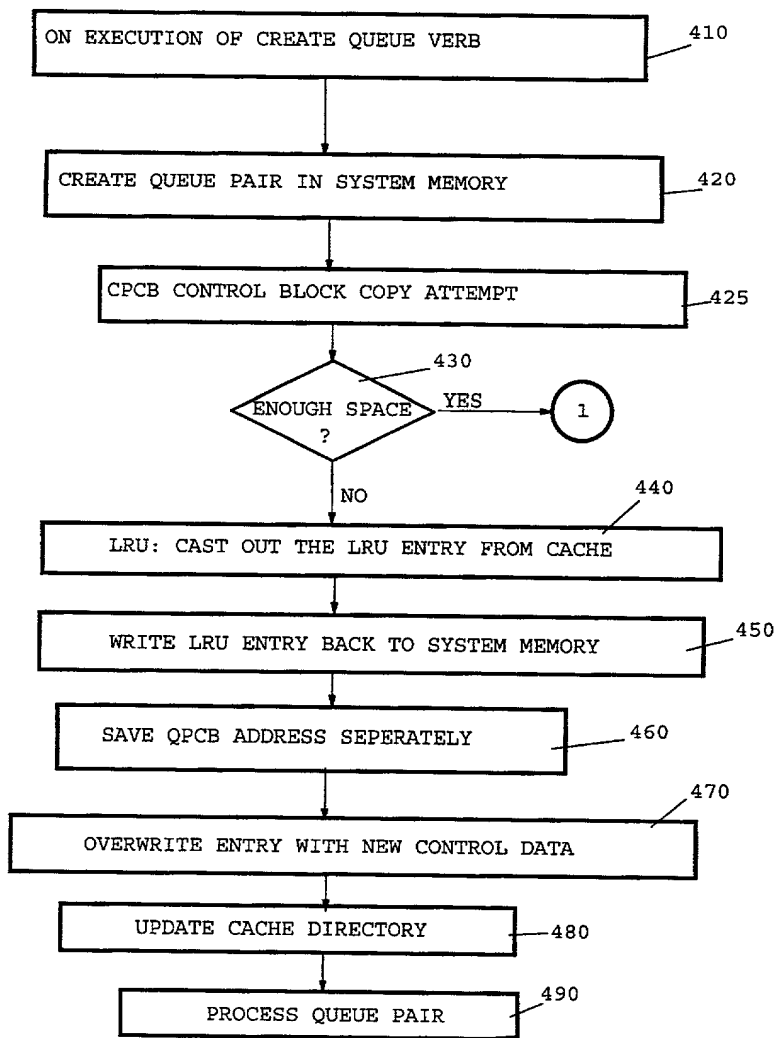 ON EXECUTION OF CREATE QUEUE VERB
410
CREATE QUEUE PAIR IN SYSTEM MEMORY
420
CPCB CONTROL BLOCK COPY ATTEMPT
425
430
ENOUGH SPACE
?
YES
1
NO
440
LRU: CAST OUT THE LRU ENTRY FROM CACHE
WRITE LRU ENTRY BACK TO SYSTEM MEMORY
450
SAVE QPCB ADDRESS SEPERATELY
460
470
OVERWRITE ENTRY WITH NEW CONTROL DATA
UPDATE CACHE DIRECTORY
480
PROCESS QUEUE PAIR
490